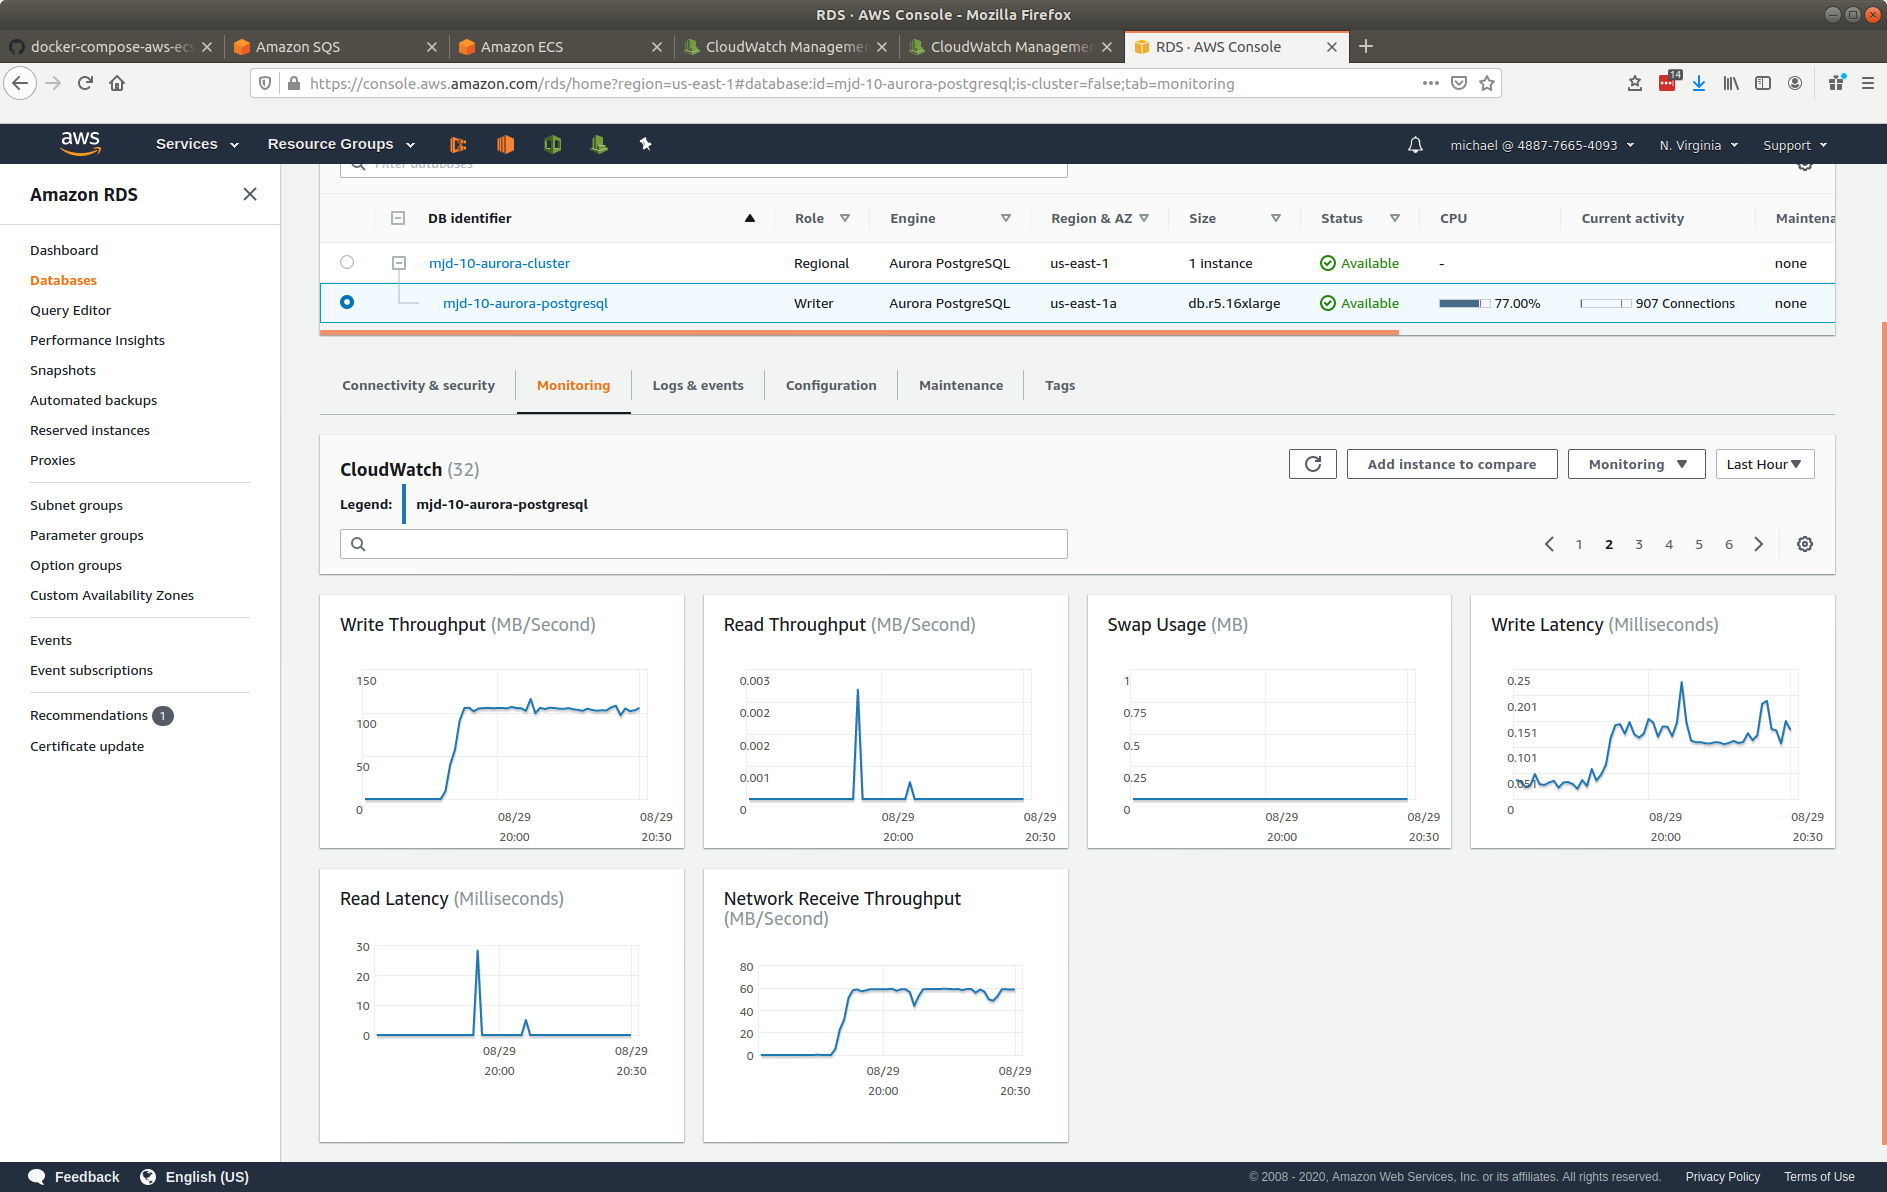 RDS · AWS Console - Mozilla Firefox
docker-compose-aws-ecs
Amazon SQS
Amazon ECS
CloudWatch Managemen
CloudWatch Managemen
RDS · AWS Console
https://console.aws.amazon.com/rds/home?region=us-east-1#database:id=mjd-10-aurora-postgresql;is-cluster=false;tab=monitoring
14
aws
Services
Resource Groups
michael @ 4887-7665-4093
N. Virginia
Support
Amazon RDS
Dashboard
Databases
Query Editor
Performance Insights
Snapshots
Automated backups
Reserved instances
Proxies
Subnet groups
Parameter groups
Option groups
Custom Availability Zones
Events
Event subscriptions
Recommendations 1
Certificate update
Filter databases
DB identifier Role Engine Region & AZ Size Status CPU Current activity Maintena
mjd-10-aurora-cluster Regional Aurora PostgreSQL us-east-1 1 instance Available - none
mjd-10-aurora-postgresql Writer Aurora PostgreSQL us-east-1a db.r5.16xlarge Available 77.00% 907 Connections none
Connectivity & security Monitoring Logs & events Configuration Maintenance Tags
CloudWatch (32)
Add instance to compare
Monitoring
Last Hour
Legend: mjd-10-aurora-postgresql
1 2 3 4 5 6
Write Throughput (MB/Second)
150
100
50
0
08/29 08/29
20:00 20:30
Read Throughput (MB/Second)
0.003
0.002
0.002
0.001
0
08/29 08/29
20:00 20:30
Swap Usage (MB)
1
0.75
0.5
0.25
0
08/29 08/29
20:00 20:30
Write Latency (Milliseconds)
0.25
0.201
0.151
0.101
0.051
0
08/29 08/29
20:00 20:30
Read Latency (Milliseconds)
30
20
10
0
08/29 08/29
20:00 20:30
Network Receive Throughput
(MB/Second)
80
60
40
20
0
08/29 08/29
20:00 20:30
Feedback
English (US)
© 2008 - 2020, Amazon Web Services, Inc. or its affiliates. All rights reserved.
Privacy Policy
Terms of Use